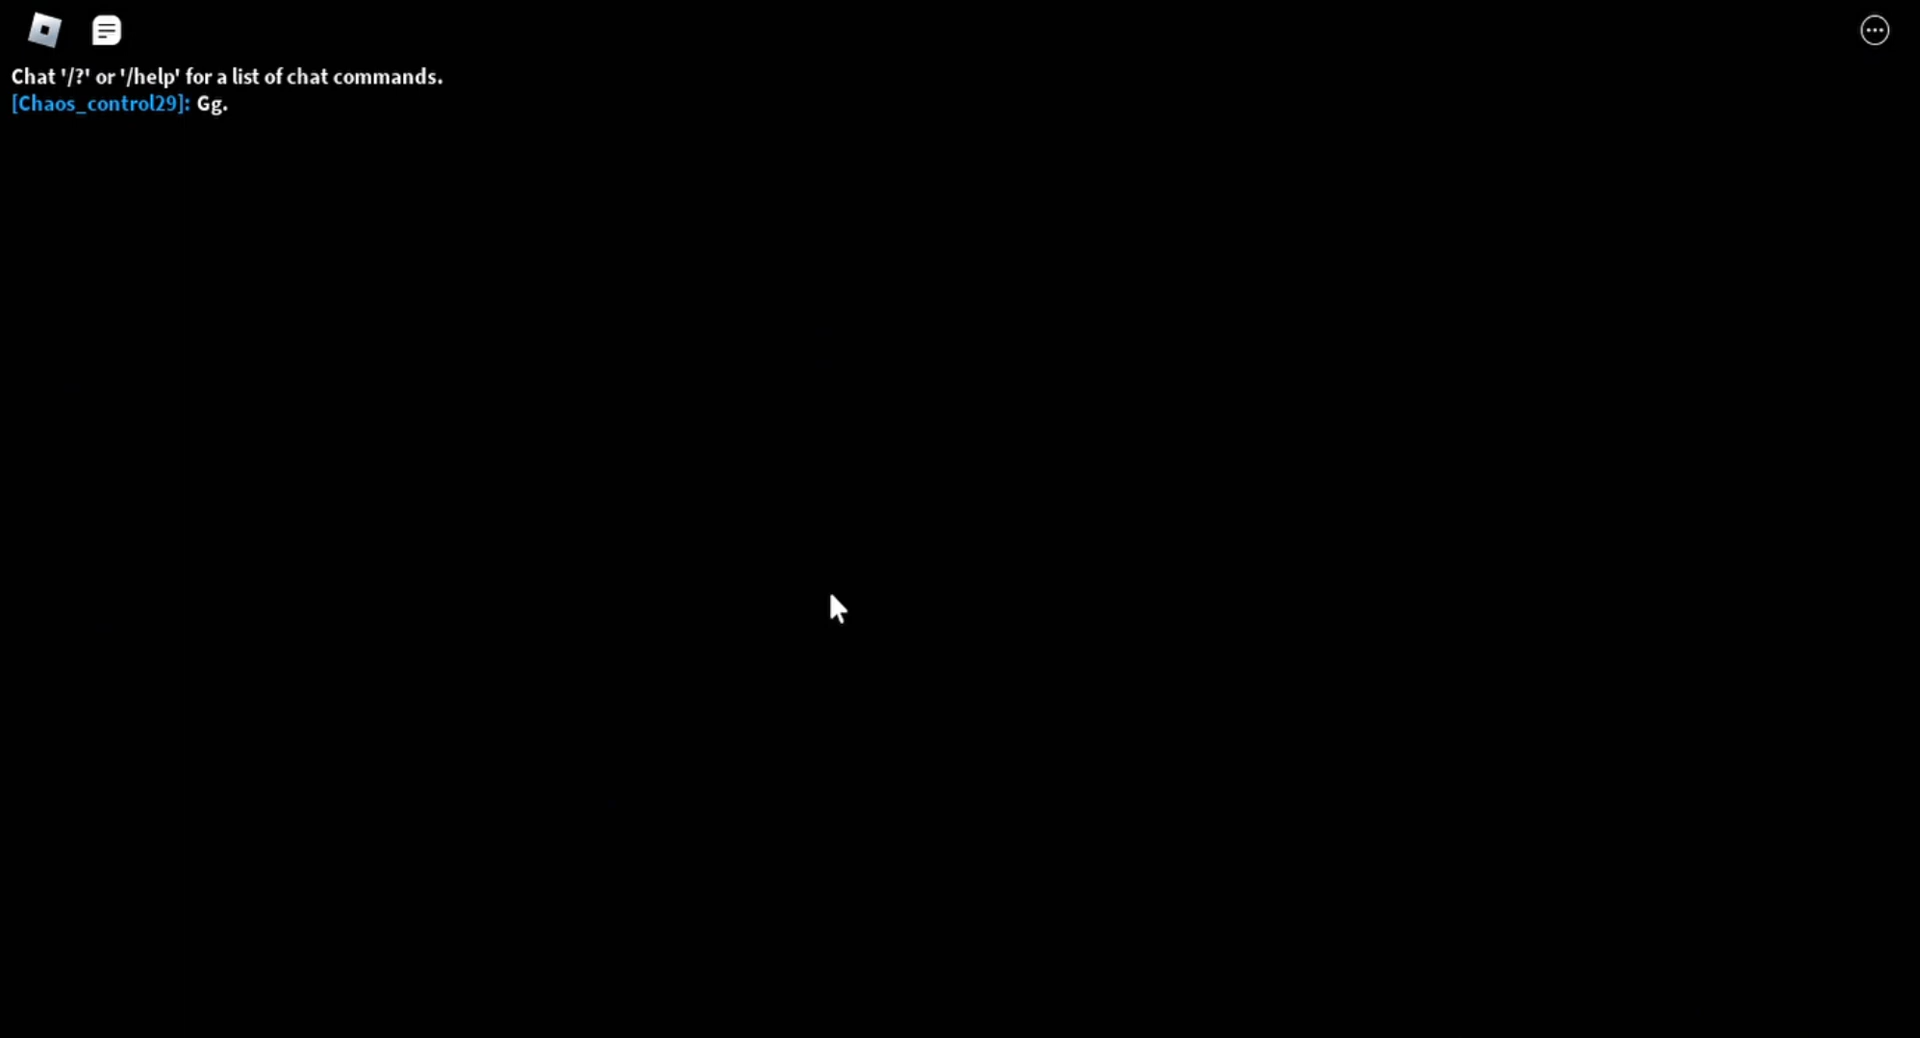 Chat '/?' or '/help' for a list of chat commands.
[Chaos_control29]: Gg.